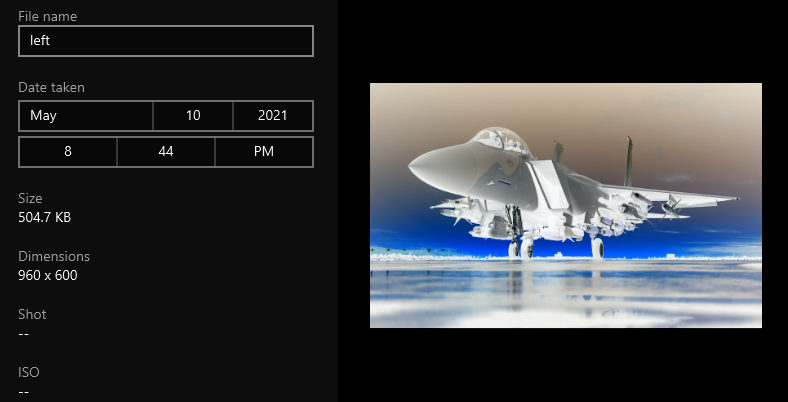 File name
left
Date taken
May 10 2021
8 44 PM
Size
504.7 KB
Dimensions
960 x 600
Shot
--
ISO
--